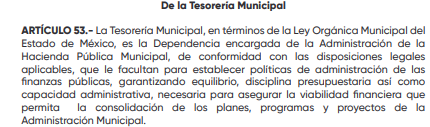 De la Tesorería Municipal
ARTÍCULO 53.- La Tesorería Municipal, en términos de la Ley Orgánica Municipal del
Estado de México, es la Dependencia encargada de la Administración de la
Hacienda Pública Municipal, de conformidad con las disposiciones legales
aplicables, que le facultan para establecer políticas de administración de las
finanzas públicas, garantizando equilibrio, disciplina presupuestaria así como
capacidad administrativa, necesaria para asegurar la viabilidad financiera que
permita la consolidación de los planes, programas y proyectos de la
Administración Municipal.